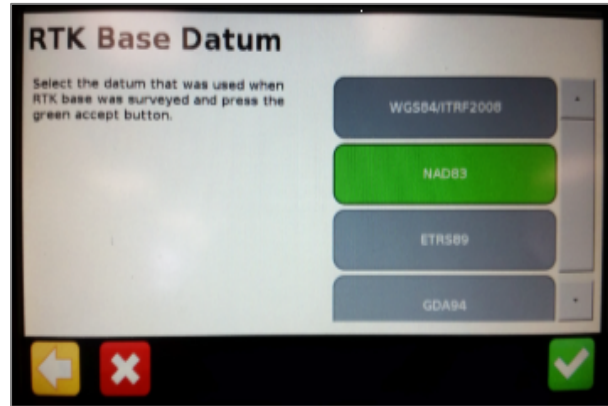 RTK Base Datum
Select the datum that was used when
RTK base was surveyed and press the
green accept button.
WGS84/ITRF2008
NAD83
ETRS89
GDA94